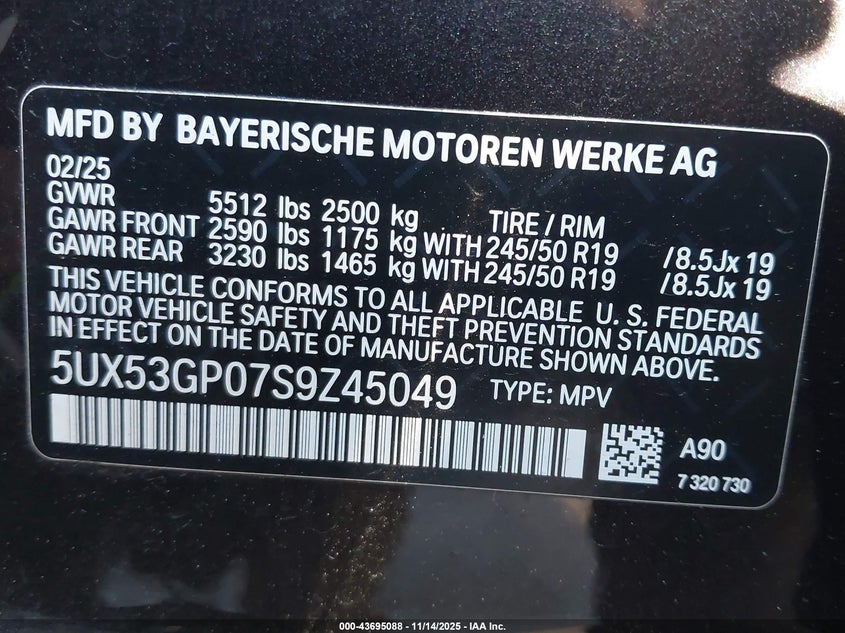 MFD BY BAYERISCHE MOTOREN WERKE AG
02/25
GVWR 5512 lbs 2500 kg TIRE / RIM
GAWR FRONT 2590 lbs 1175 kg WITH 245/50 R19 /8.5Jx 19
GAWR REAR 3230 lbs 1465 kg WITH 245/50 R19 /8.5Jx 19
THIS VEHICLE CONFORMS TO ALL APPLICABLE U. S. FEDERAL
MOTOR VEHICLE SAFETY AND THEFT PREVENTION STANDARDS
IN EFFECT ON THE DATE OF MANUFACTURE SHOWN ABOVE.
5UX53GP07S9Z45049 TYPE: MPV
A90
7 320 730
000-43695088 - 11/14/2025 - IAA Inc.